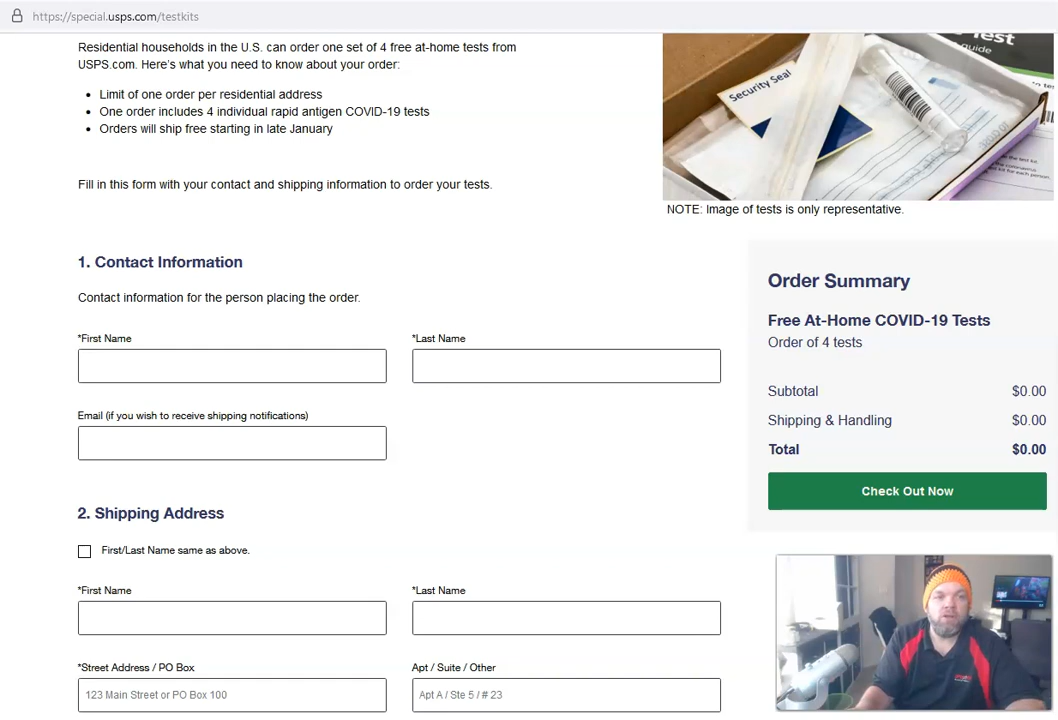 https://special.usps.com/testkits
Residential households in the U.S. can order one set of 4 free at-home tests from
USPS.com. Here's what you need to know about your order:
• Limit of one order per residential address
• One order includes 4 individual rapid antigen COVID-19 tests
• Orders will ship free starting in late January
Fill in this form with your contact and shipping information to order your tests.
Test
guide
Security Seal
NOTE: Image of tests is only representative.
1. Contact Information
Contact information for the person placing the order.
*First Name
*Last Name
Email (if you wish to receive shipping notifications)
2. Shipping Address
First/Last Name same as above.
*First Name
*Last Name
*Street Address / PO Box
Apt / Suite / Other
123 Main Street or PO Box 100
Apt A / Ste 5 / # 23
Order Summary
Free At-Home COVID-19 Tests
Order of 4 tests
Subtotal $0.00
Shipping & Handling $0.00
Total $0.00
Check Out Now